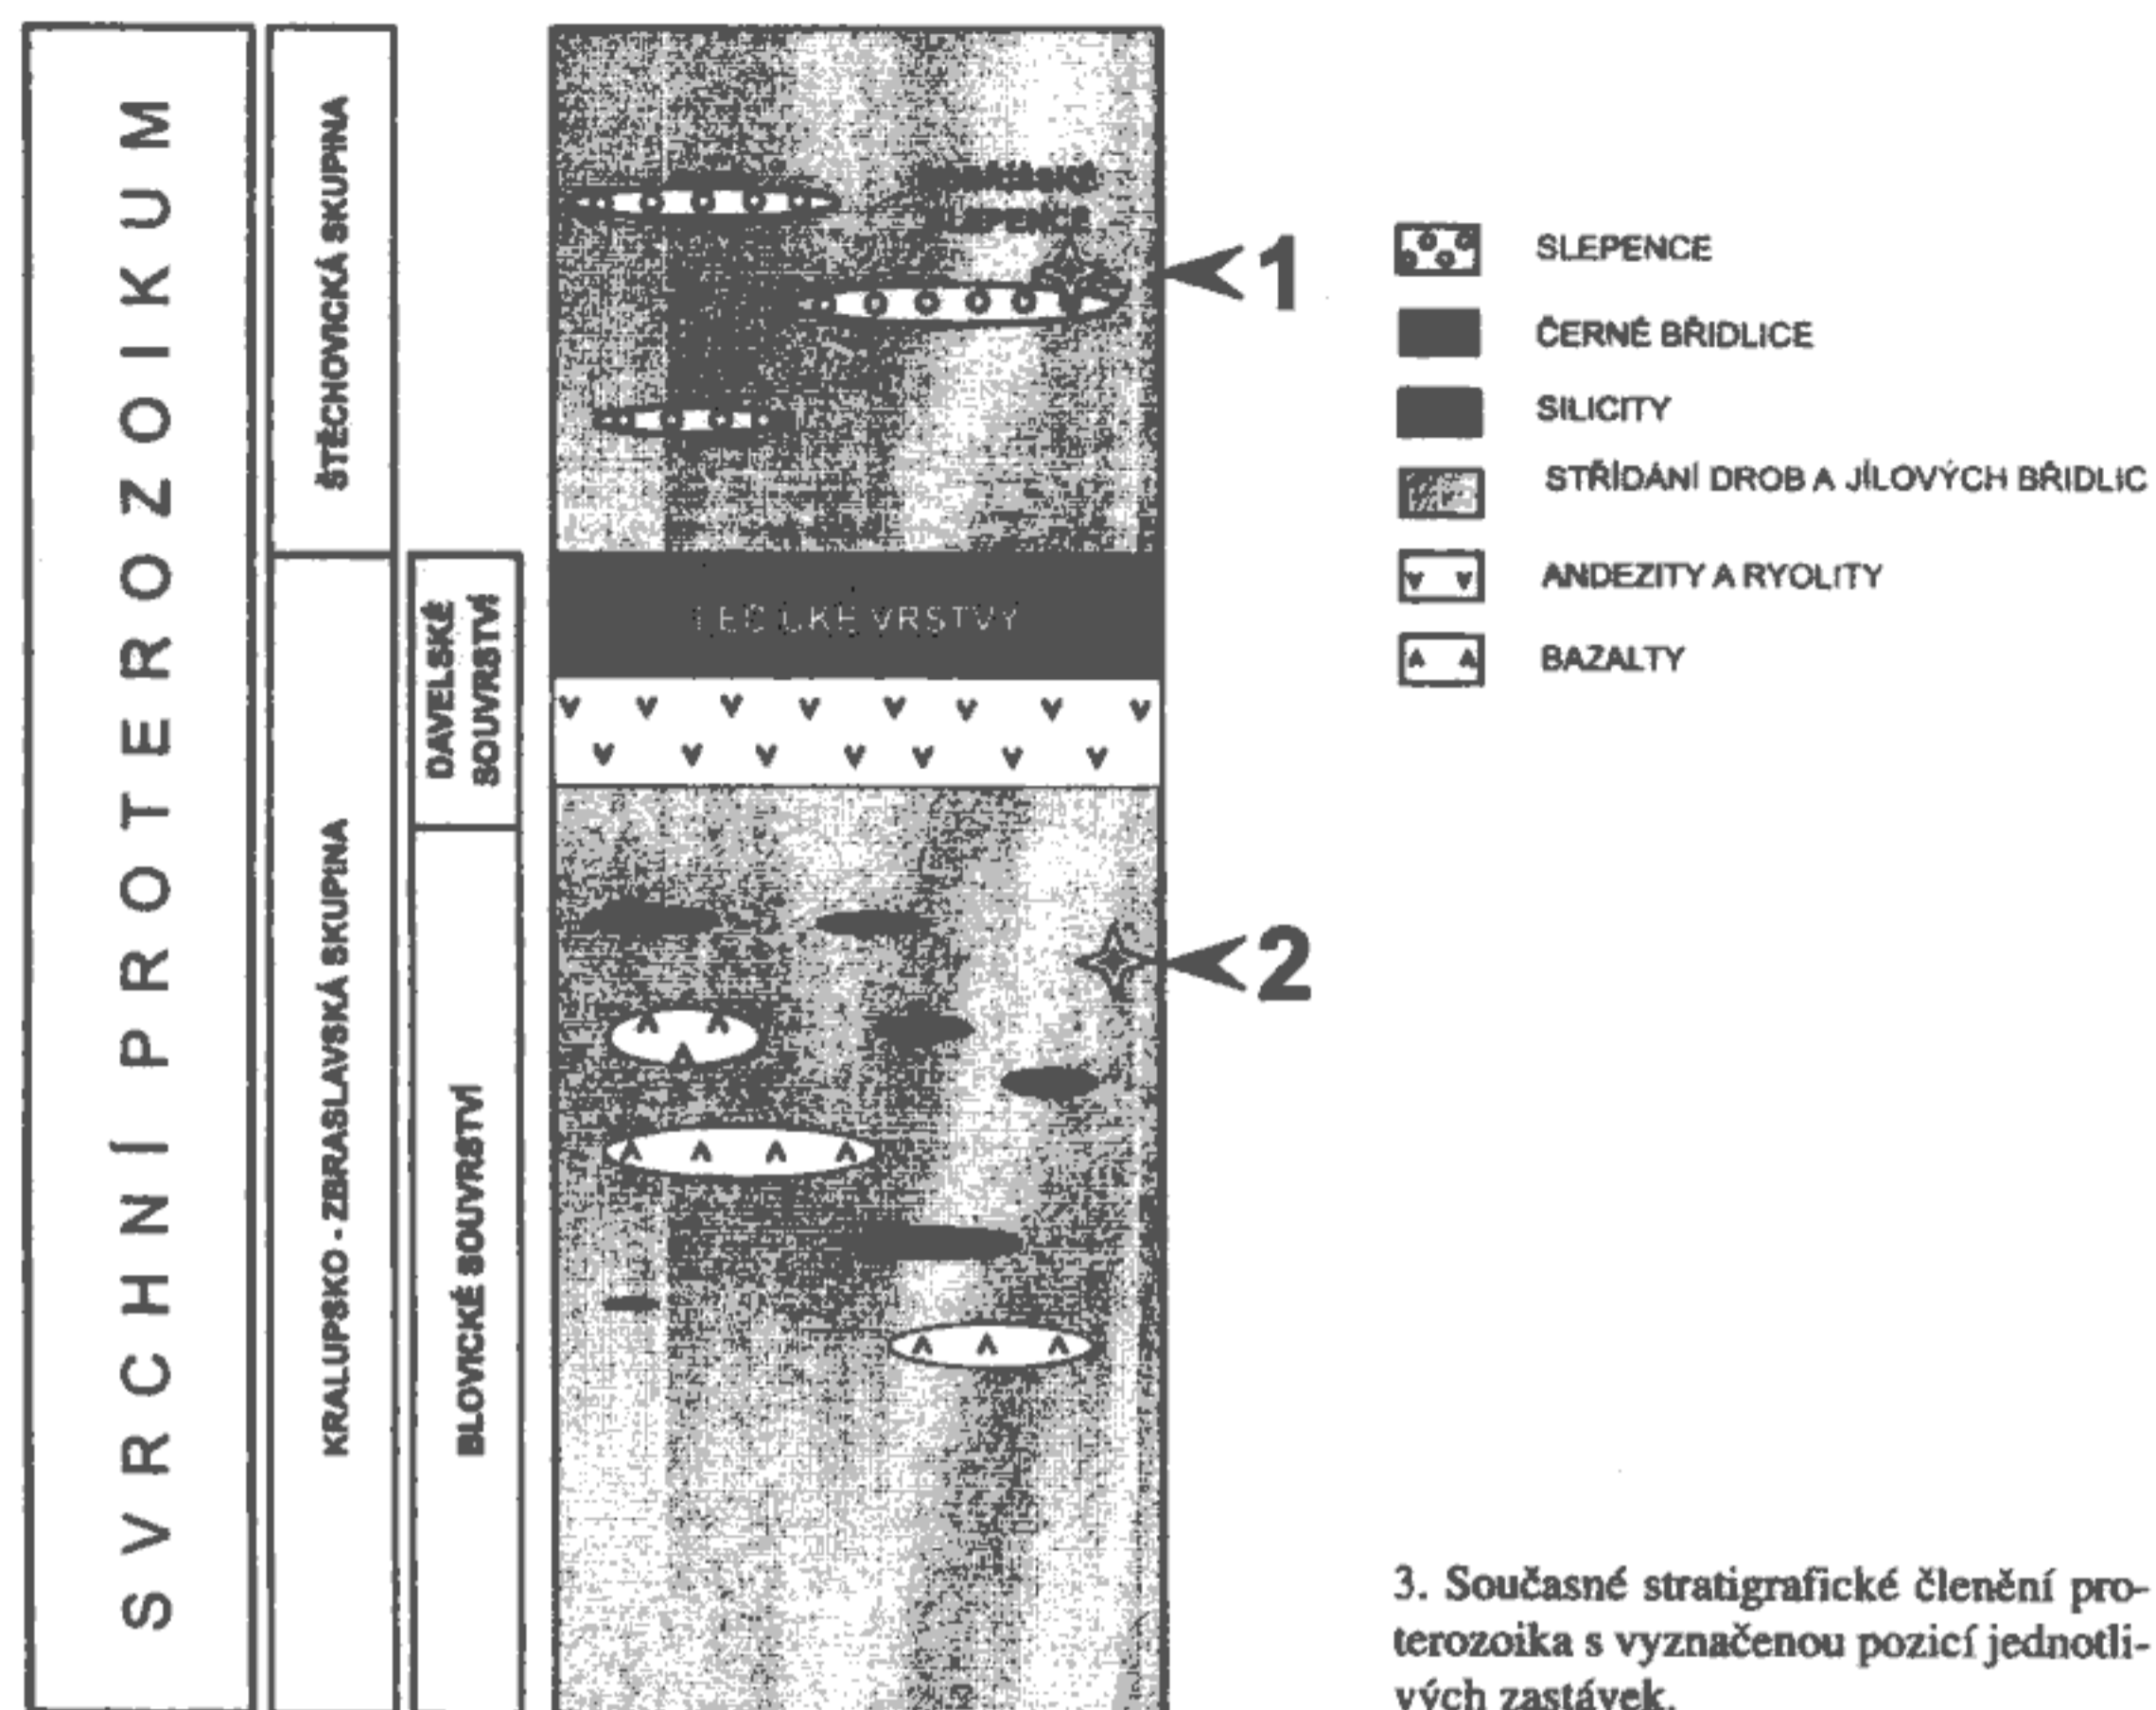 SVRCHNÍ PROTEROZOIKUM
ŠTĚCHOVICKÁ SKUPINA
KRALUPSKO - ZBRASLAVSKÁ SKUPINA
DAVELSKÉ
SOUVRSTVÍ
BLOVICKÉ SOUVRSTVÍ
VRSTVY
1
2
SLEPENCE
ČERNÉ BŘIDLICE
SILICITY
STŘÍDÁNÍ DROB A JÍLOVÝCH BŘIDLIC
ANDEZITY A RYOLITY
BAZALTY
3. Současné stratigrafické členění pro-
terozoika s vyznačenou pozicí jednotli-
vých zastávek.